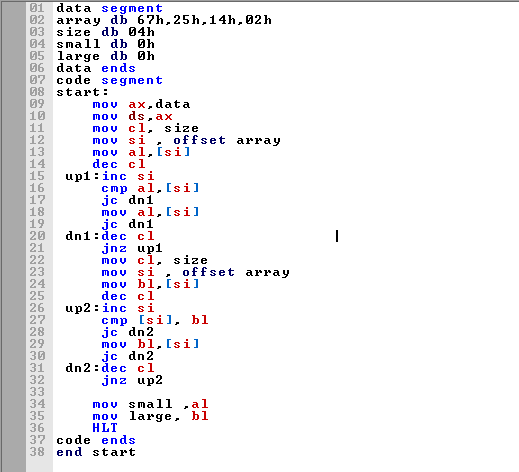 01 data segment
02 array db 67h,25h,14h,02h
03 size db 04h
04 small db 0h
05 large db 0h
06 data ends
07 code segment
08 start:
09     mov ax,data
10     mov ds,ax
11     mov cl, size
12     mov si , offset array
13     mov al,[si]
14     dec cl
15 up1:inc si
16      cmp al,[si]
17      jc dn1
18      mov al,[si]
19      jc dn1
20 dn1:dec cl
21      jnz up1
22     mov cl, size
23     mov si , offset array
24     mov bl,[si]
25     dec cl
26 up2:inc si
27      cmp [si], bl
28      jc dn2
29      mov bl,[si]
30      jc dn2
31 dn2:dec cl
32      jnz up2
33
34     mov small ,al
35     mov large, bl
36     HLT
37 code ends
38 end start